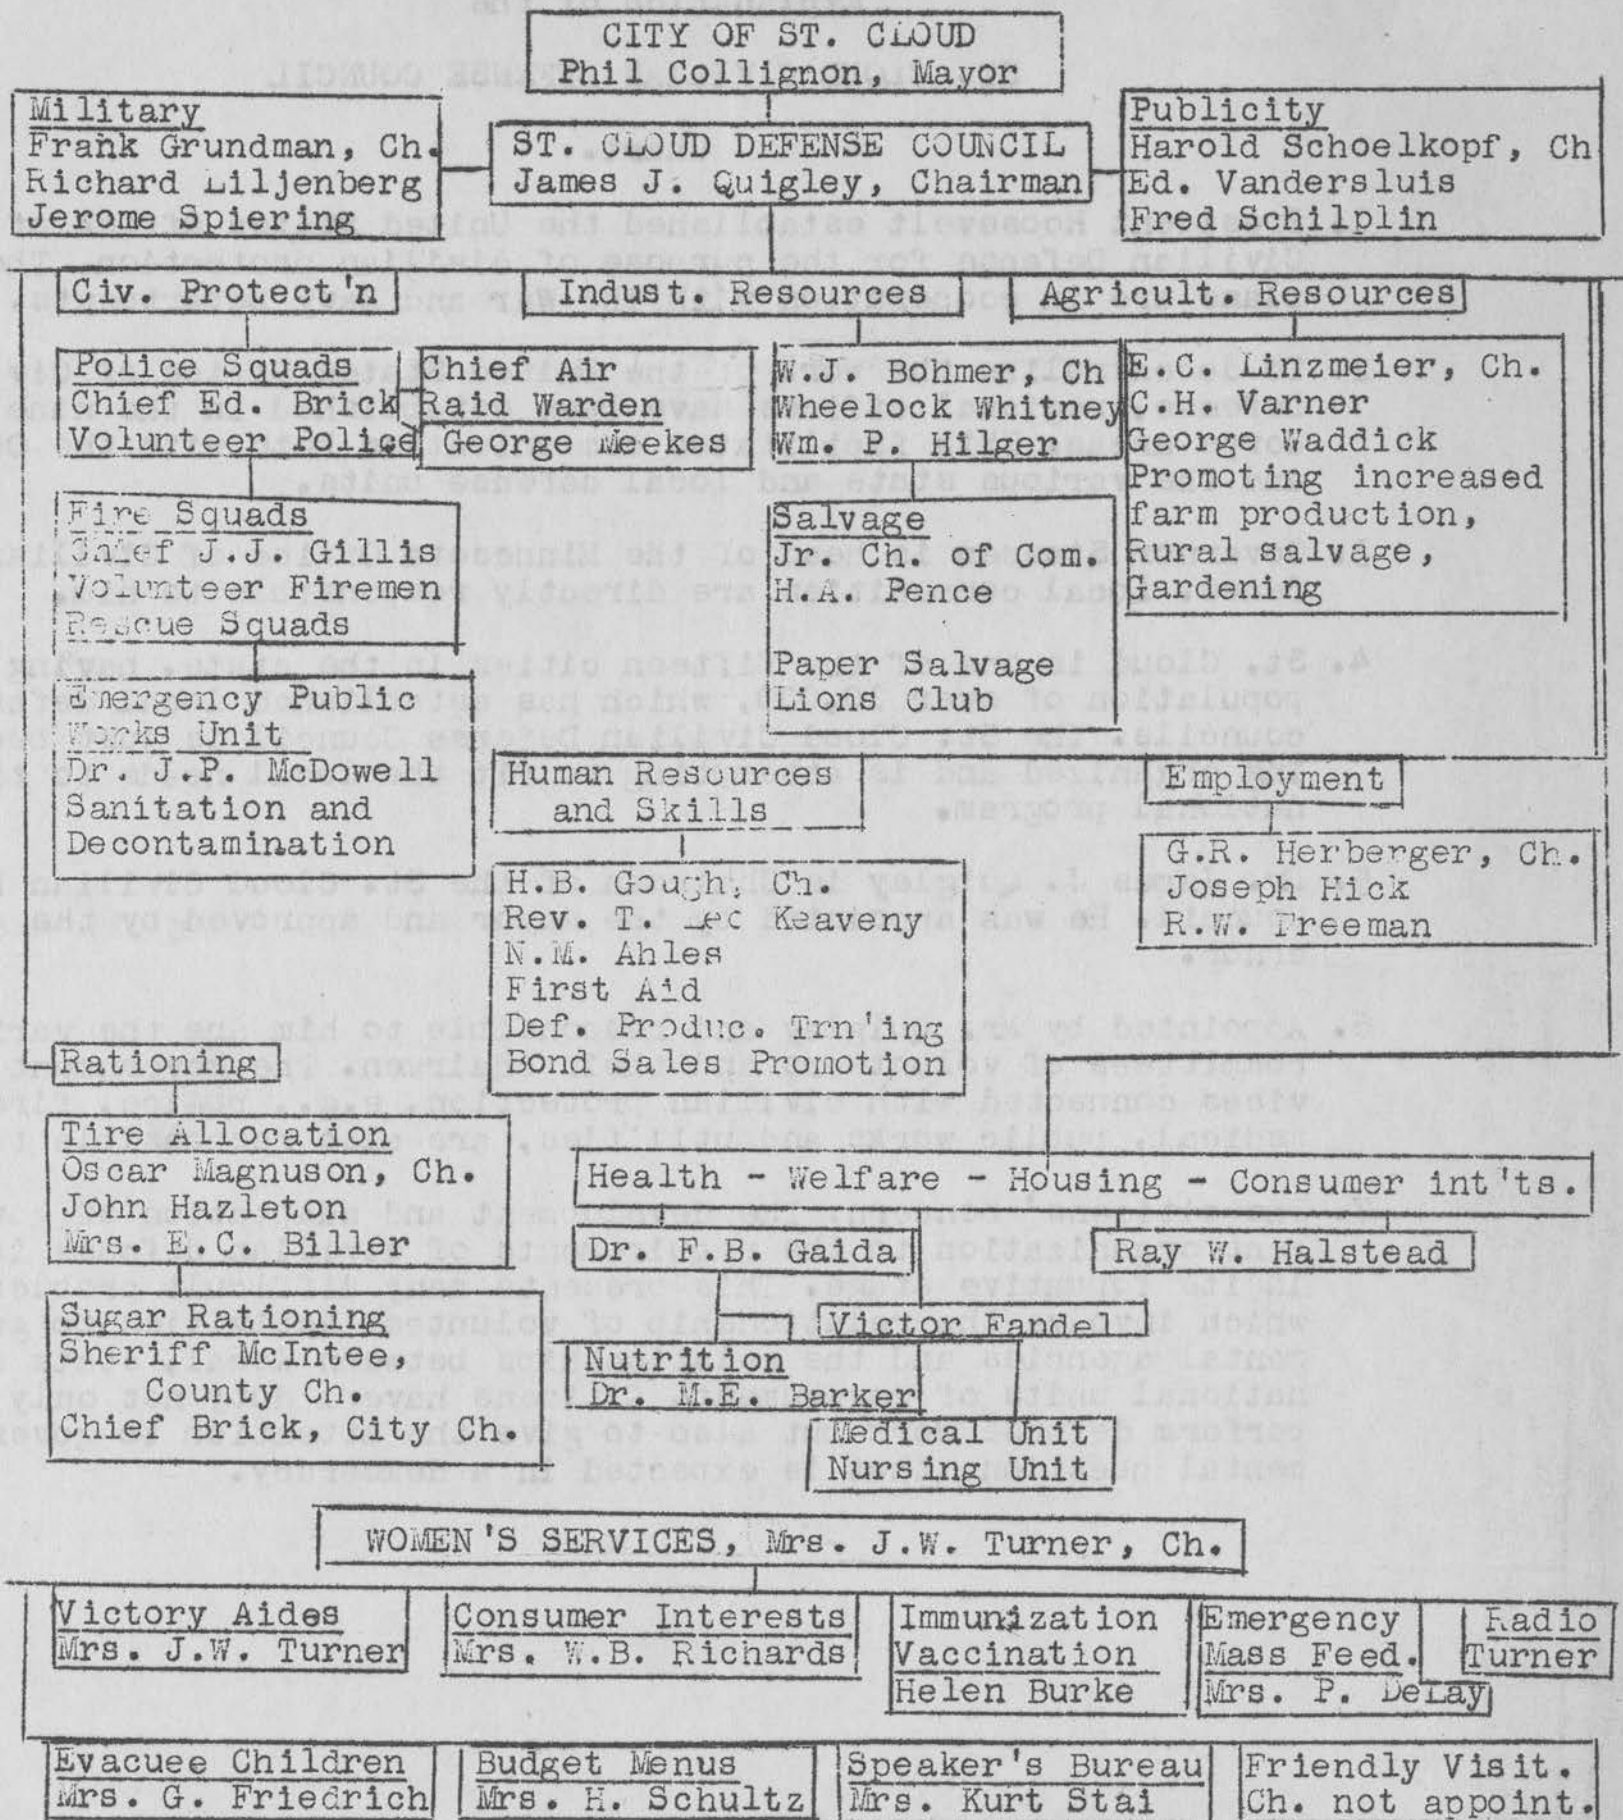 CITY OF ST. CLOUD
Phil Collignon, Mayor
Military
Frank Grundman, Ch.
Richard Liljenberg
Jerome Spiering
ST. CLOUD DEFENSE COUNCIL
James J. Quigley, Chairman
Publicity
Harold Schoelkopf, Ch
Ed. Vandersluis
Fred Schilplin
Civ. Protect'n
Indust. Resources
Agricult. Resources
Police Squads
Chief Ed. Brick
Volunteer Police
Chief Air
Raid Warden
George Meekes
W.J. Bohmer, Ch
Wheelock Whitney
Wm. P. Hilger
E.C. Linzmeier, Ch.
C.H. Varner
George Waddick
Promoting increased
farm production,
Rural salvage,
Gardening
Fire Squads
Chief J.J. Gillis
Volunteer Firemen
Rescue Squads
Salvage
Jr. Ch. of Com.
H.A. Pence
Paper Salvage
Lions Club
Emergency Public
Works Unit
Dr. J.P. McDowell
Sanitation and
Decontamination
Human Resources
and Skills
Employment
H.B. Gough, Ch.
Rev. T. Leo Keaveny
N.M. Ahles
First Aid
Def. Produc. Trn'ing
Bond Sales Promotion
G.R. Herberger, Ch.
Joseph Hick
R.W. Freeman
Rationing
Tire Allocation
Oscar Magnuson, Ch.
John Hazleton
Mrs. E.C. Biller
Health - Welfare - Housing - Consumer int'ts.
Dr. F.B. Gaida
Ray W. Halstead
Sugar Rationing
Sheriff McIntee,
County Ch.
Chief Brick, City Ch.
Victor Fandel
Nutrition
Dr. M.E. Barker
Medical Unit
Nursing Unit
WOMEN'S SERVICES, Mrs. J.W. Turner, Ch.
Victory Aides
Mrs. J.W. Turner
Consumer Interests
Mrs. W.B. Richards
Immunization
Vaccination
Helen Burke
Emergency
Mass Feed.
Mrs. P. DeLay
Radio
Turner
Evacuee Children
Mrs. G. Friedrich
Budget Menus
Mrs. H. Schultz
Speaker's Bureau
Mrs. Kurt Stai
Friendly Visit.
Ch. not appoint.